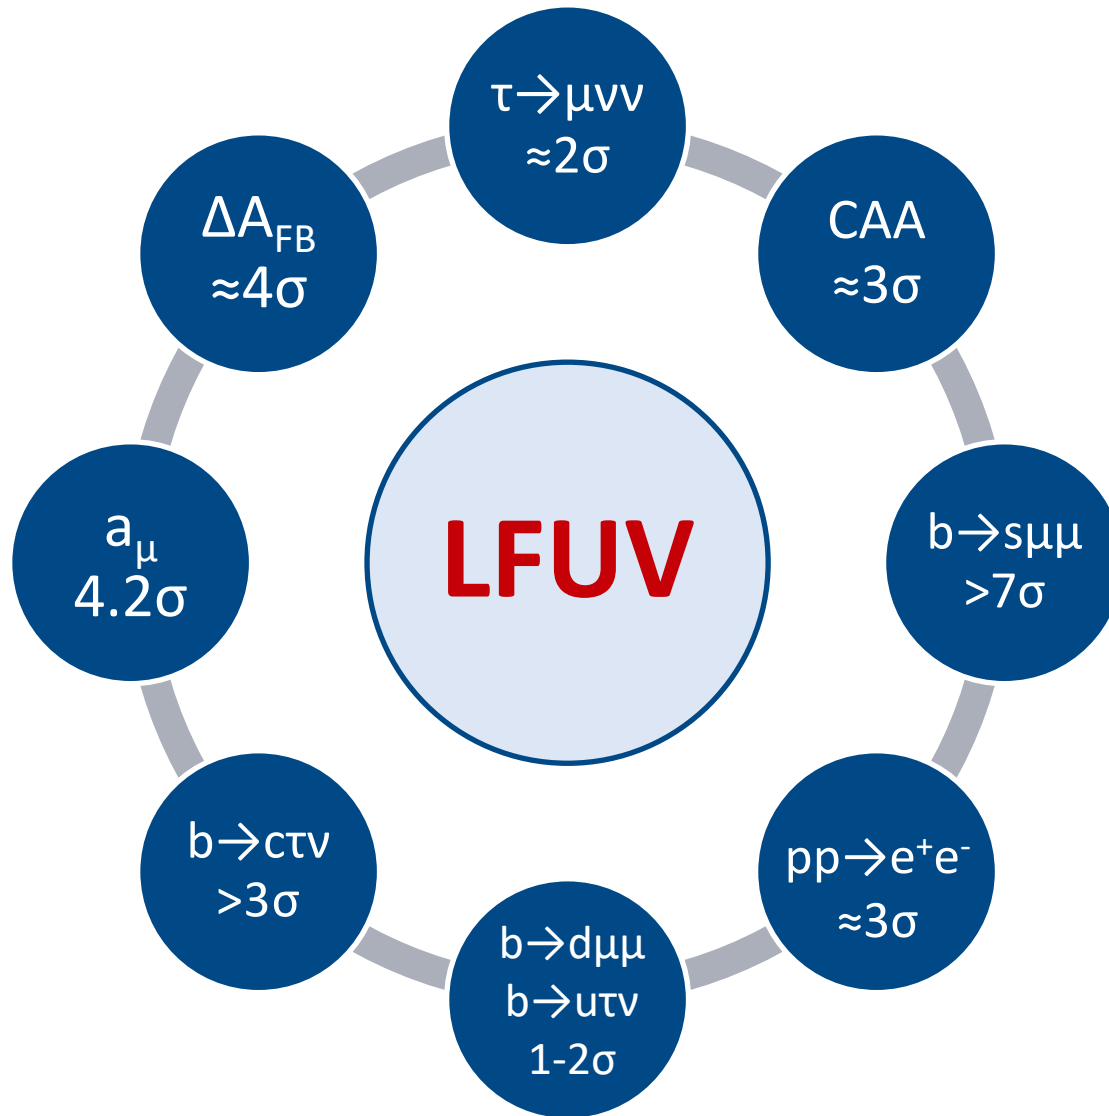 τ→μνν
≈2σ
CAA
≈3σ
b→sμμ
>7σ
pp→e⁺e⁻
≈3σ
b→dμμ
b→uτν
1-2σ
b→cτν
>3σ
aμ
4.2σ
ΔA_FB
≈4σ
LFUV